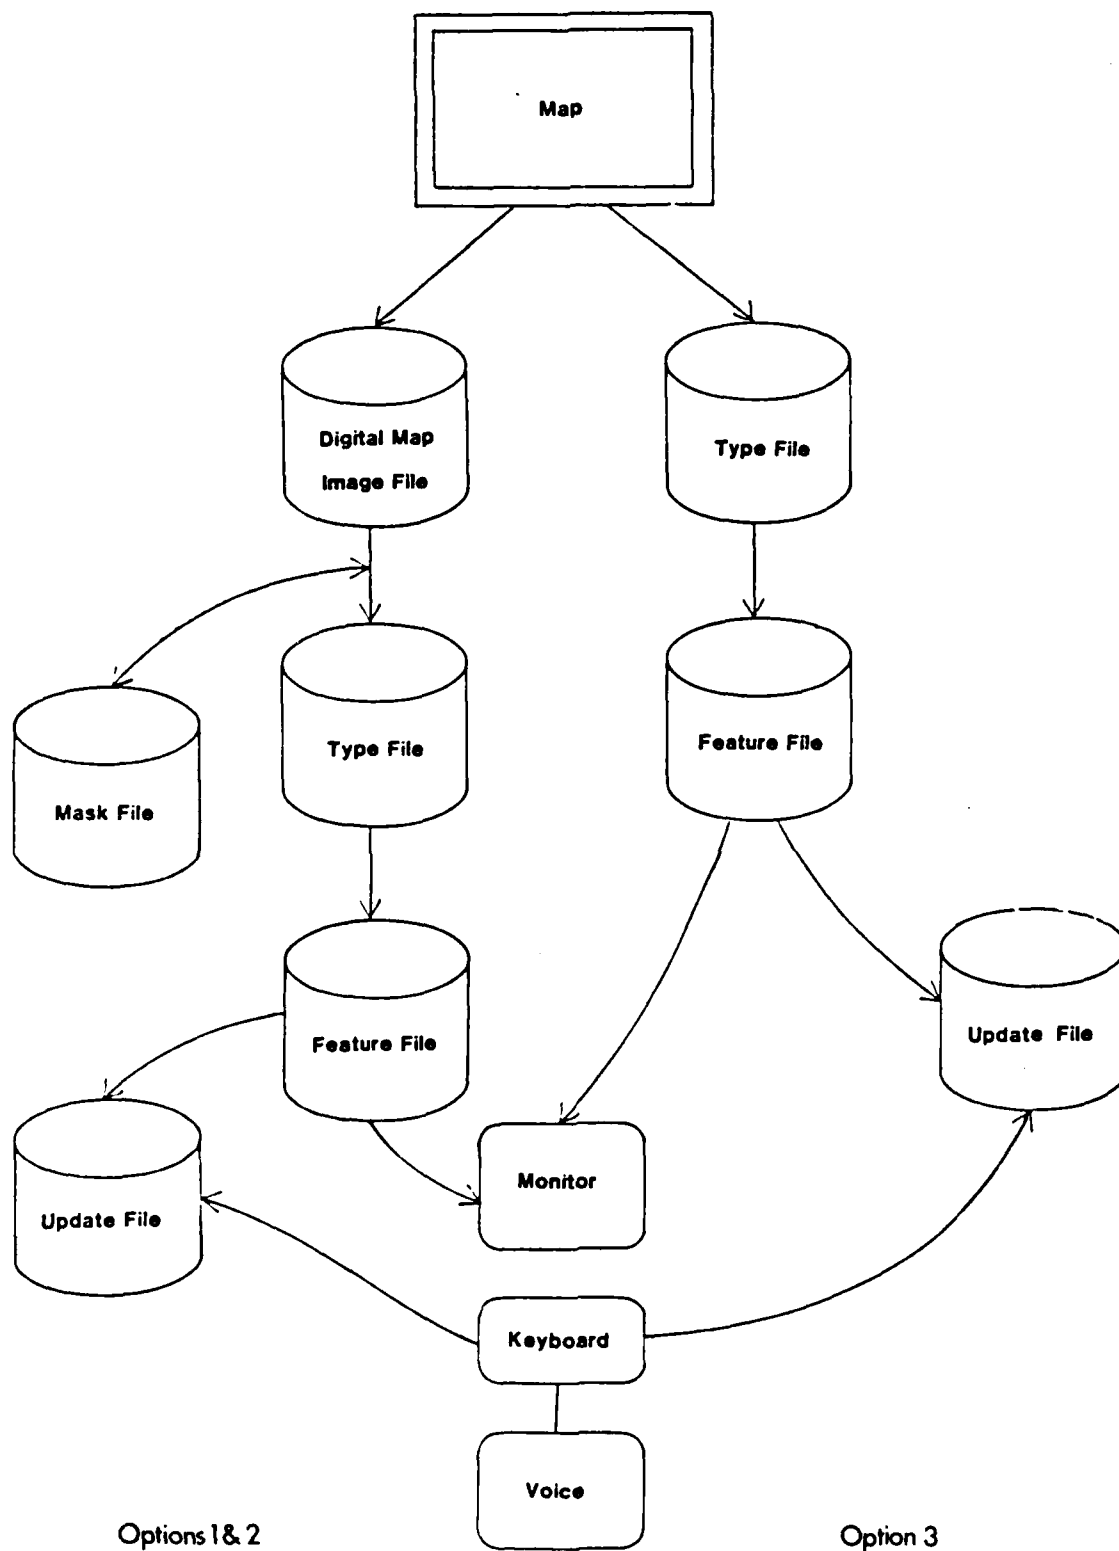 Map
Digital Map
Image File
Type File
Type File
Feature File
Mask File
Feature File
Update File
Monitor
Update File
Keyboard
Voice
Options 1 & 2
Option 3